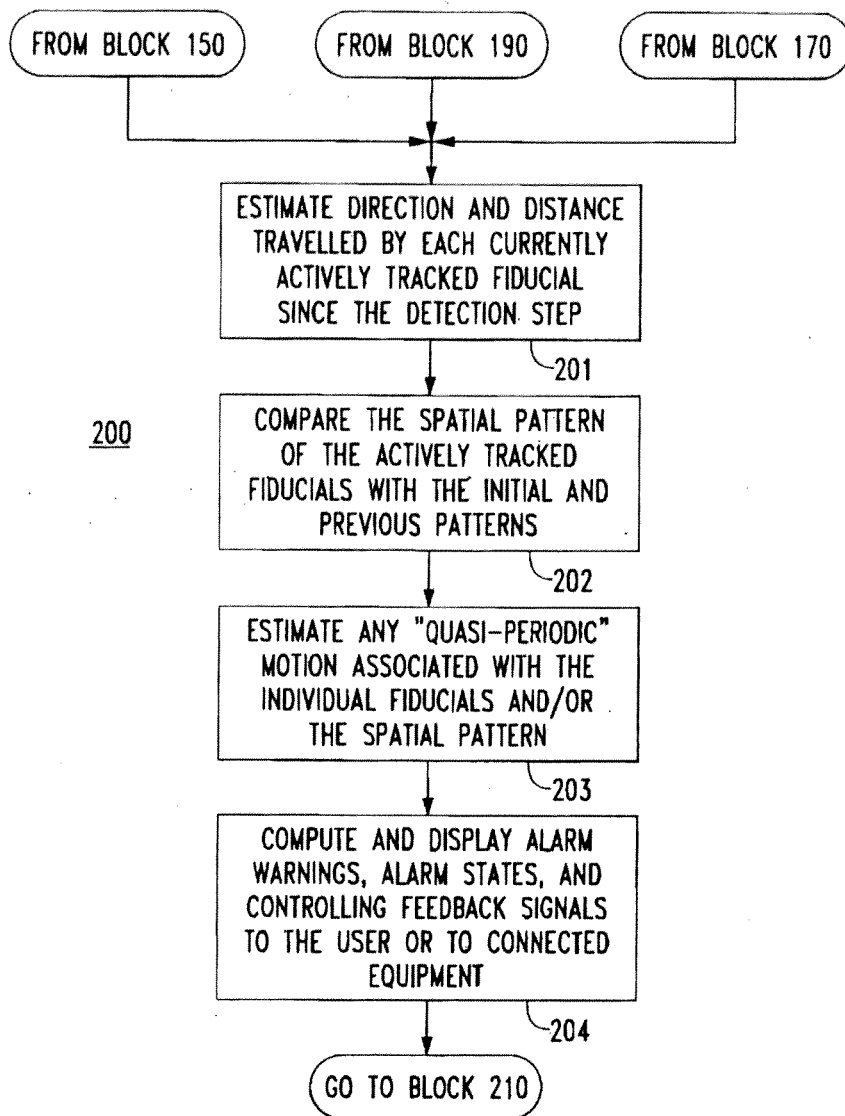 FROM BLOCK 150
FROM BLOCK 190
FROM BLOCK 170
ESTIMATE DIRECTION AND DISTANCE
TRAVELLED BY EACH CURRENTLY
ACTIVELY TRACKED FIDUCIAL
SINCE THE DETECTION STEP
201
200
COMPARE THE SPATIAL PATTERN
OF THE ACTIVELY TRACKED
FIDUCIALS WITH THE INITIAL AND
PREVIOUS PATTERNS
202
ESTIMATE ANY "QUASI-PERIODIC"
MOTION ASSOCIATED WITH THE
INDIVIDUAL FIDUCIALS AND/OR
THE SPATIAL PATTERN
203
COMPUTE AND DISPLAY ALARM
WARNINGS, ALARM STATES, AND
CONTROLLING FEEDBACK SIGNALS
TO THE USER OR TO CONNECTED
EQUIPMENT
204
GO TO BLOCK 210